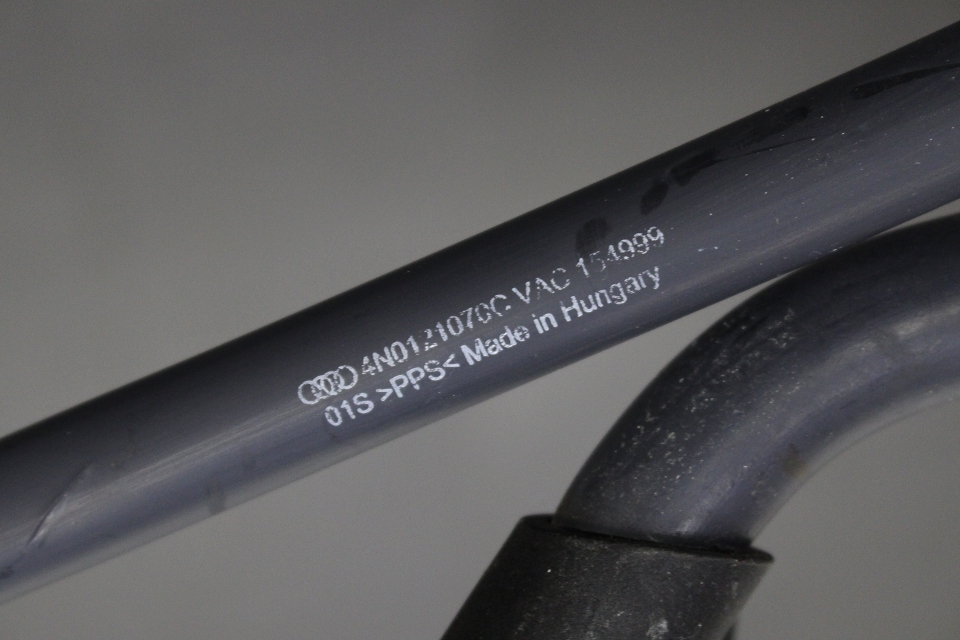 4N0121070C VAC 154999
01S >PPS< Made in Hungary